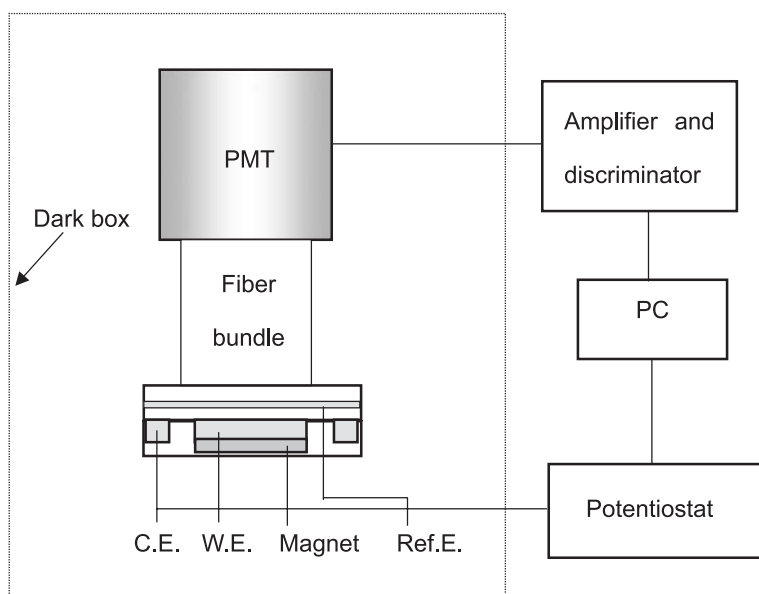 PMT
Amplifier and
discriminator
Dark box
Fiber
bundle
PC
Potentiostat
C.E. W.E. Magnet Ref.E.